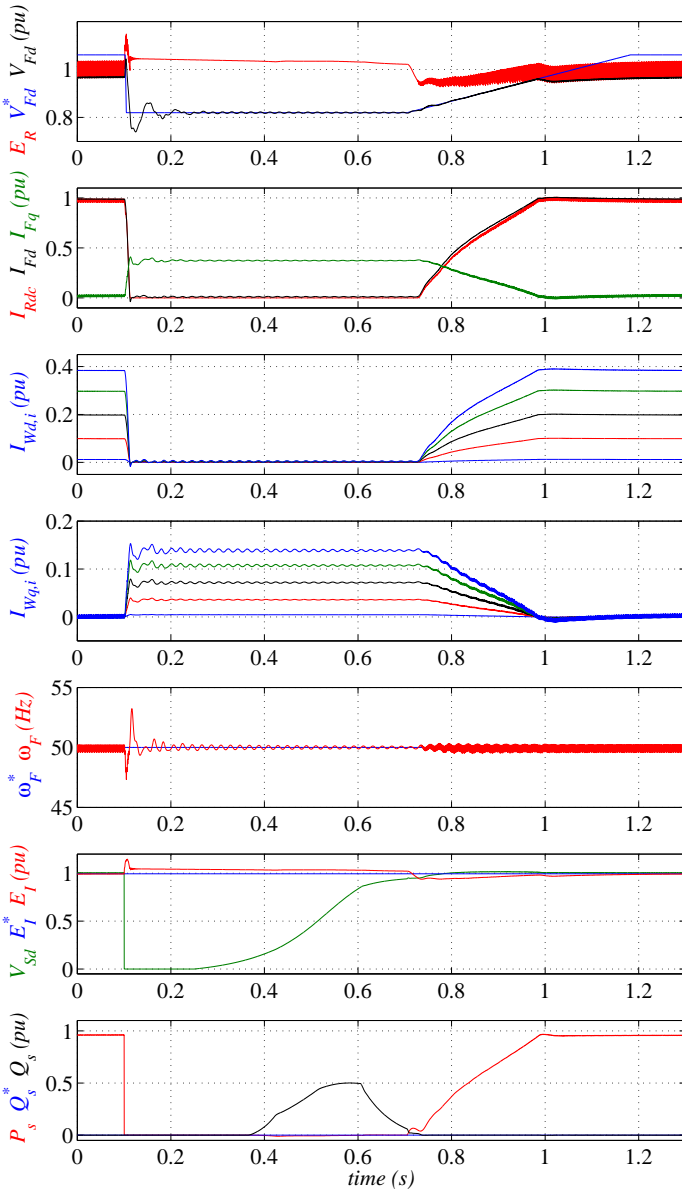 E_R V*_Fd V_Fd (pu)
1
0.8
0 0.2 0.4 0.6 0.8 1 1.2
I_Rdc I_Fd I_Fq (pu)
1
0.5
0
0 0.2 0.4 0.6 0.8 1 1.2
I_Wd,i (pu)
0.4
0.2
0
0 0.2 0.4 0.6 0.8 1 1.2
I_Wq,i (pu)
0.2
0.1
0
0 0.2 0.4 0.6 0.8 1 1.2
ω*_F ω_F (Hz)
55
50
45
0 0.2 0.4 0.6 0.8 1 1.2
V_Sd E*_I E_I (pu)
1
0.5
0
0 0.2 0.4 0.6 0.8 1 1.2
P_s Q*_s Q_s (pu)
1
0.5
0
0 0.2 0.4 0.6 0.8 1 1.2
time (s)